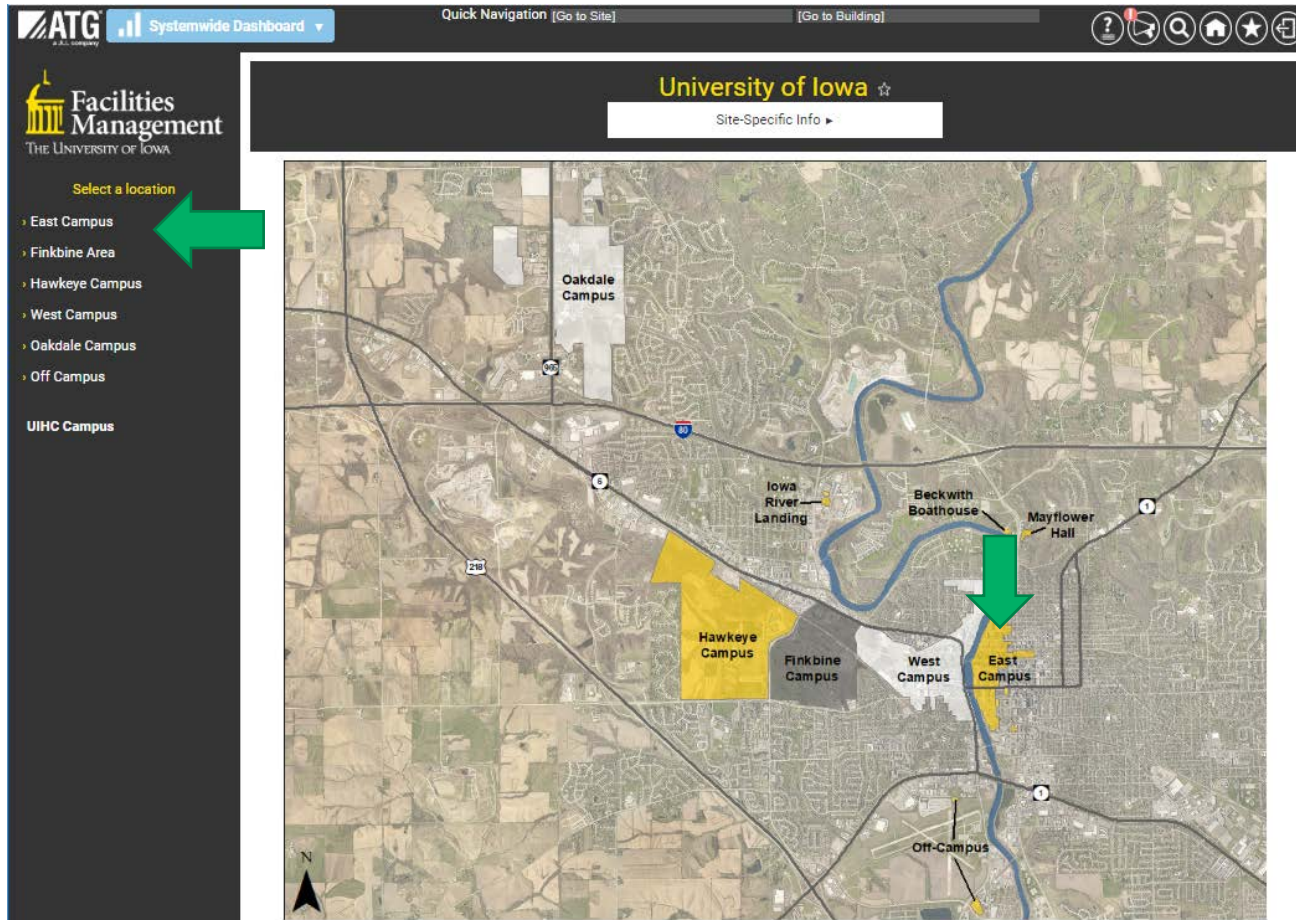 ATG
a JLL company
Systemwide Dashboard ▼
Quick Navigation [Go to Site] [Go to Building]
?
!
Facilities
Management
THE UNIVERSITY OF IOWA
University of Iowa ☆
Site-Specific Info ▸
Select a location
› East Campus
› Finkbine Area
› Hawkeye Campus
› West Campus
› Oakdale Campus
› Off Campus
UIHC Campus
Oakdale
Campus
965
80
6
Iowa
River
Landing
Beckwith
Boathouse
Mayflower
Hall
1
218
Hawkeye
Campus
Finkbine
Campus
West
Campus
East
Campus
1
Off-Campus
N